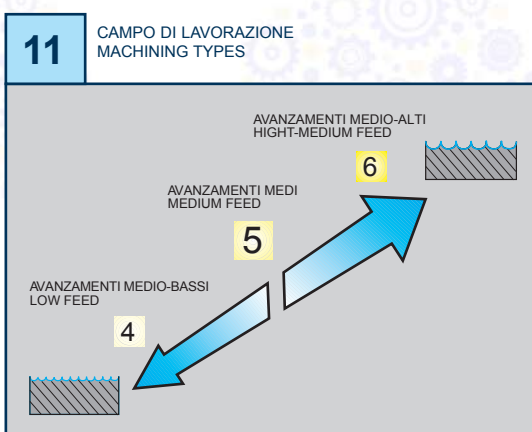 11
CAMPO DI LAVORAZIONE
MACHINING TYPES
AVANZAMENTI MEDIO-ALTI
HIGHT-MEDIUM FEED
6
AVANZAMENTI MEDI
MEDIUM FEED
5
AVANZAMENTI MEDIO-BASSI
LOW FEED
4